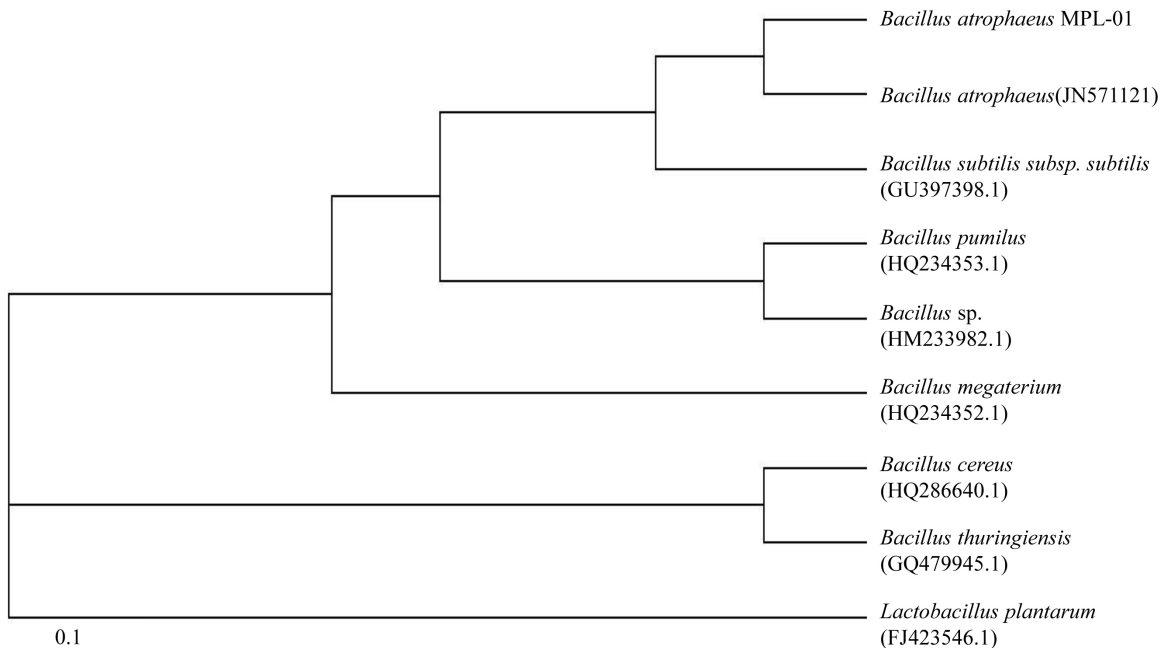 Bacillus atrophaeus MPL-01
Bacillus atrophaeus(JN571121)
Bacillus subtilis subsp. subtilis
(GU397398.1)
Bacillus pumilus
(HQ234353.1)
Bacillus sp.
(HM233982.1)
Bacillus megaterium
(HQ234352.1)
Bacillus cereus
(HQ286640.1)
Bacillus thuringiensis
(GQ479945.1)
Lactobacillus plantarum
(FJ423546.1)
0.1